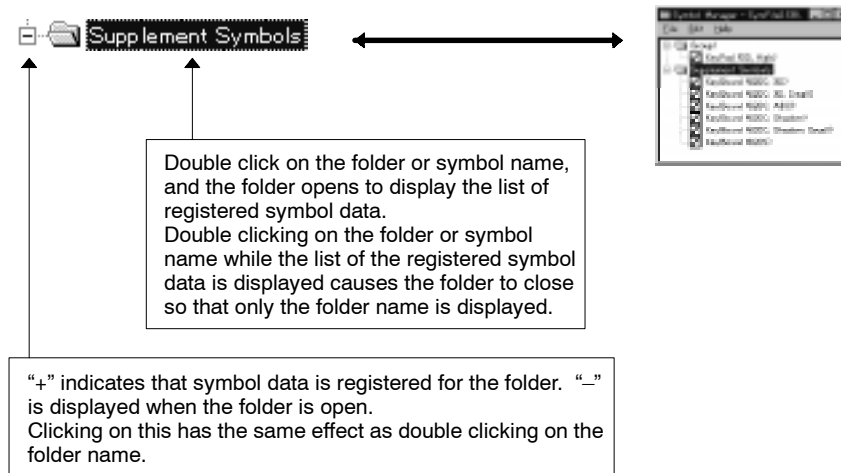 Supplement Symbols
File Edit Help
Double click on the folder or symbol name,
and the folder opens to display the list of
registered symbol data.
Double clicking on the folder or symbol
name while the list of the registered symbol
data is displayed causes the folder to close
so that only the folder name is displayed.
“+” indicates that symbol data is registered for the folder. “–”
is displayed when the folder is open.
Clicking on this has the same effect as double clicking on the
folder name.